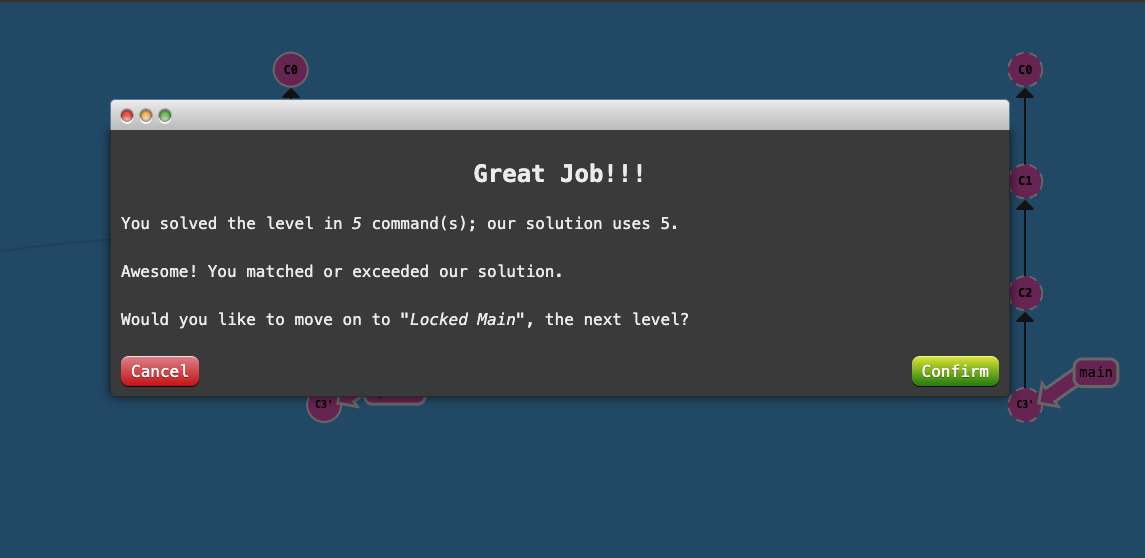 C0
C0
Great Job!!!
C1
You solved the level in 5 command(s); our solution uses 5.
Awesome! You matched or exceeded our solution.
C2
Would you like to move on to "Locked Main", the next level?
Cancel
Confirm
main
C3'
C3'